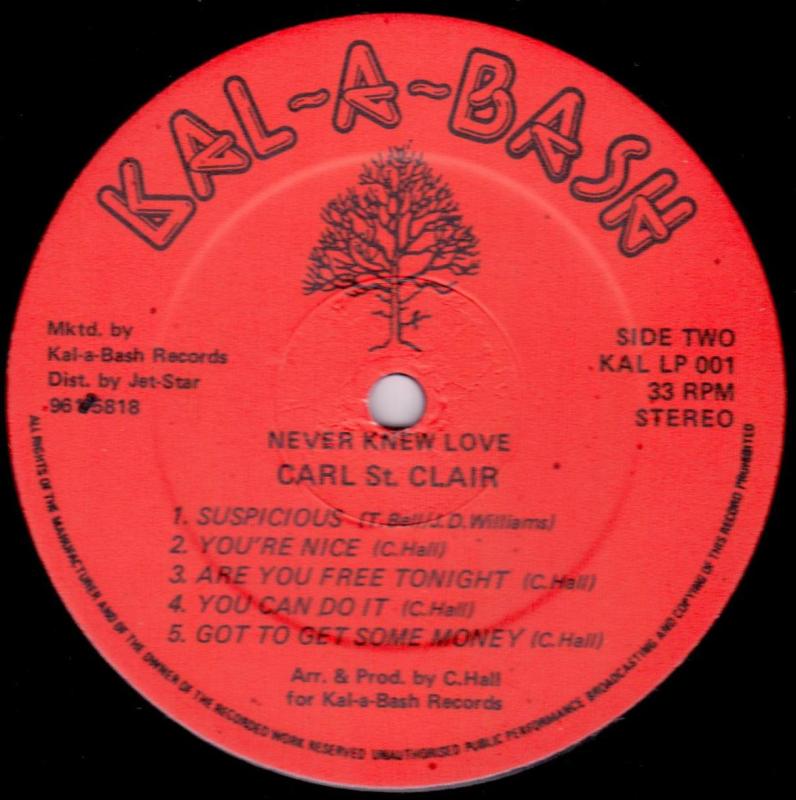 KAL-A-BASH
Mktd. by
Kal-a-Bash Records
Dist. by Jet-Star
SIDE TWO
KAL LP 001
33 RPM
STEREO
NEVER KNEW LOVE
CARL St. CLAIR
1. SUSPICIOUS (T. Bell/J.D. Williams)
2. YOU'RE NICE (C.Hall)
3. ARE YOU FREE TONIGHT (C.Hall)
4. YOU CAN DO IT (C.Hall)
5. GOT TO GET SOME MONEY (C.Hall)
Arr. & Prod. by C.Hall
for Kal-a-Bash Records
ALL RIGHTS OF THE MANUFACTURER AND OF THE OWNER OF THE RECORDED WORK RESERVED UNAUTHORISED PUBLIC PERFORMANCE BROADCASTING AND COPYING OF THIS RECORD PROHIBITED